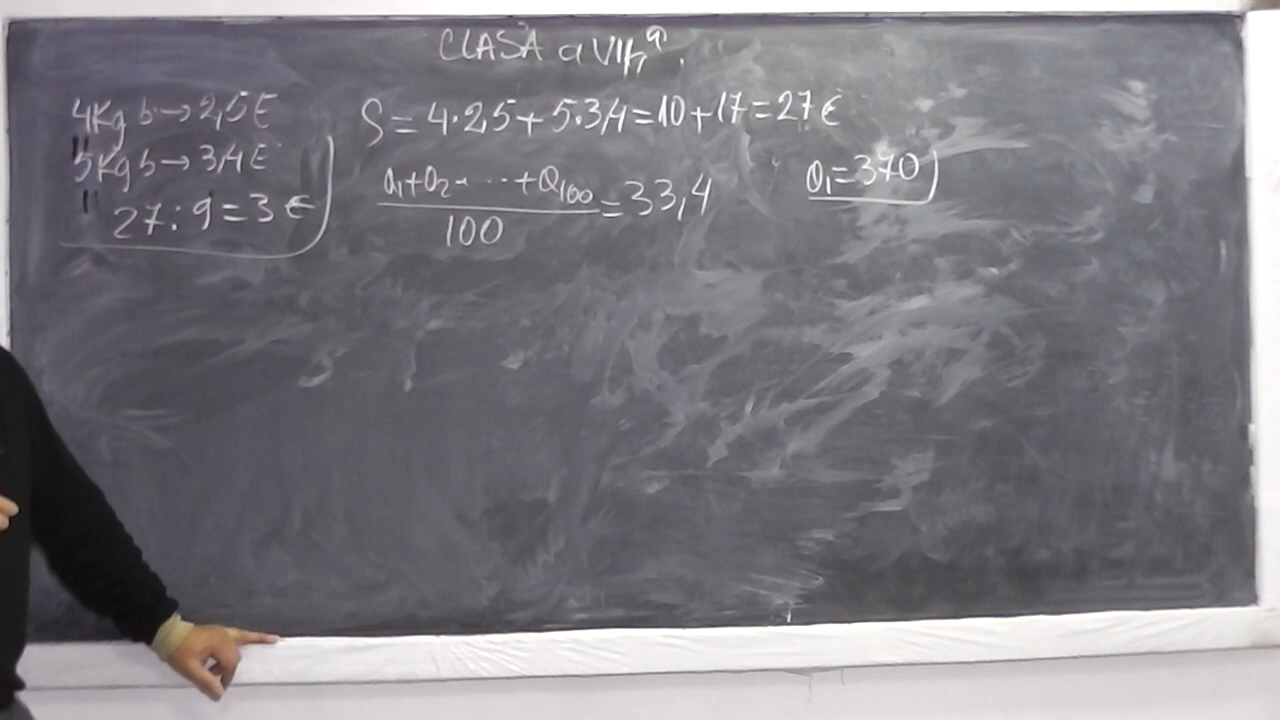 CLASA a VII-a.
4Kg b → 2,5 €
5Kg b → 3,4 €
27 : 9 = 3 €
S = 4·2,5 + 5·3,4 = 10 + 17 = 27 €
a₁+a₂+...+a₁₀₀ / 100 = 33,4
a₁ = 370